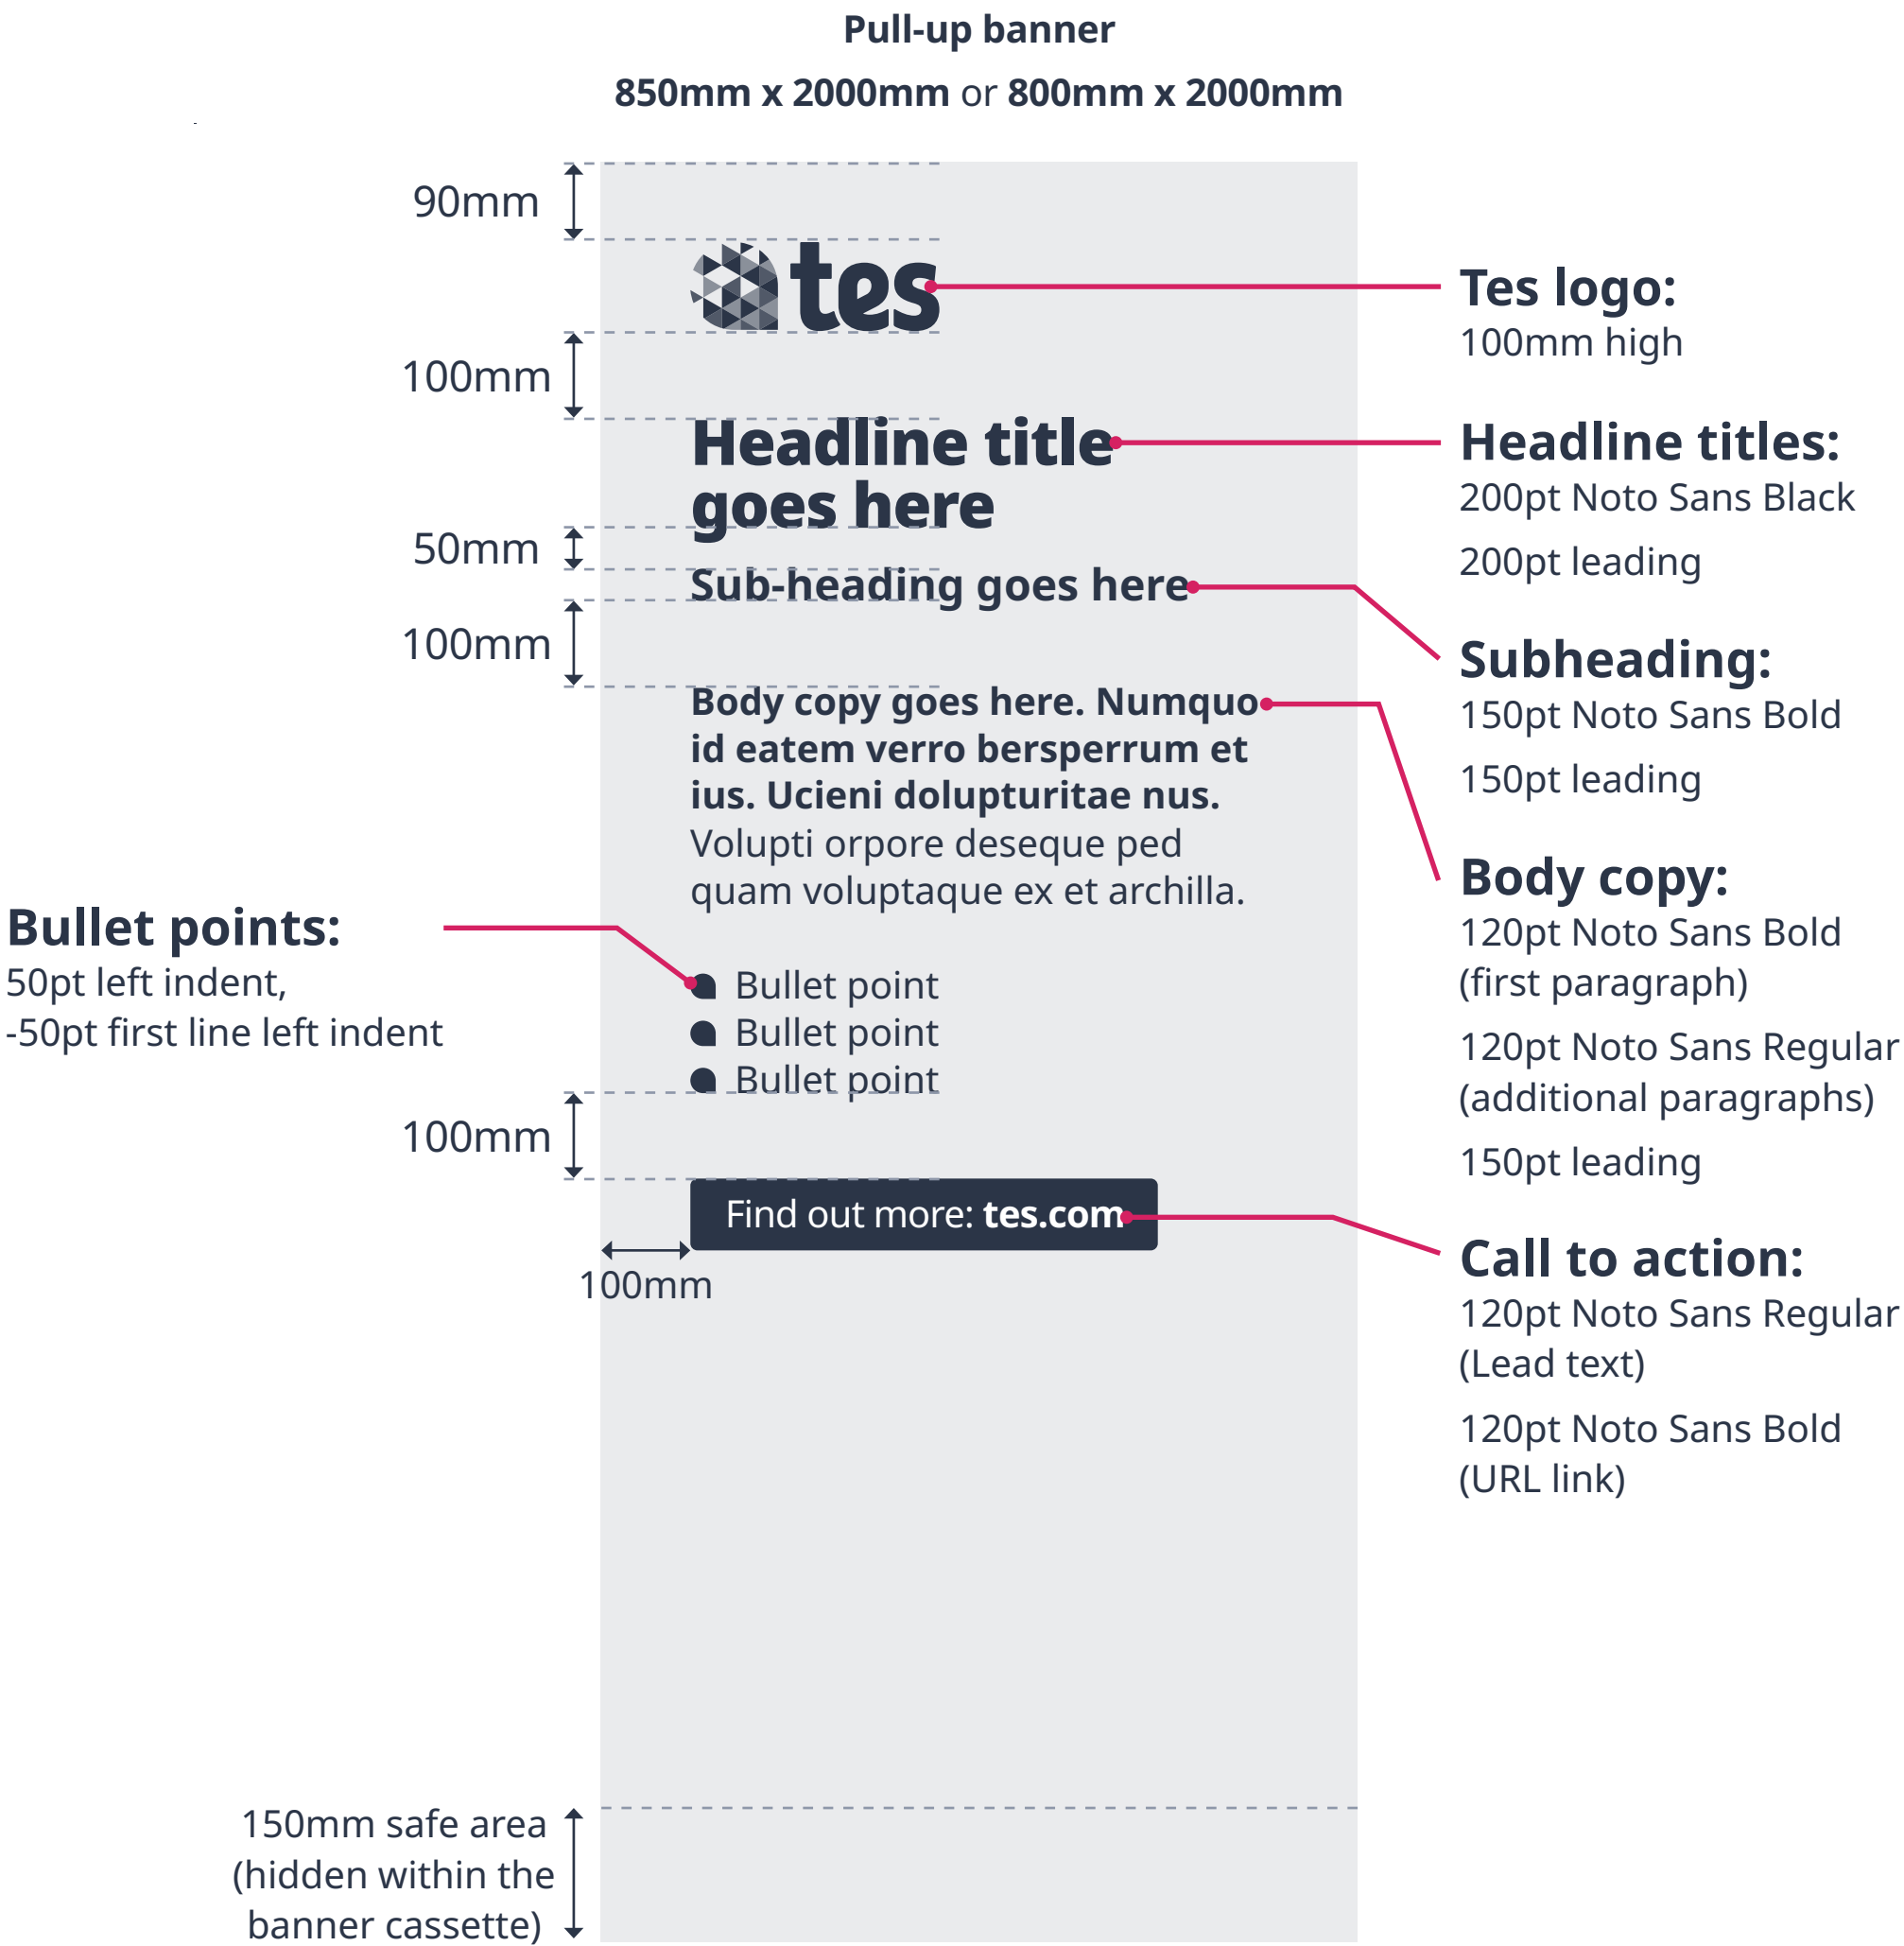 Pull-up banner
850mm x 2000mm or 800mm x 2000mm
90mm
tes
Tes logo:
100mm high
100mm
Headline title
goes here
Headline titles:
200pt Noto Sans Black
200pt leading
50mm
Sub-heading goes here
100mm
Subheading:
150pt Noto Sans Bold
150pt leading
Body copy goes here. Numquo
id eatem verro bersperrum et
ius. Ucieni dolupturitae nus.
Volupti orpore deseque ped
quam voluptaque ex et archilla.
Body copy:
120pt Noto Sans Bold
(first paragraph)
120pt Noto Sans Regular
(additional paragraphs)
150pt leading
Bullet points:
50pt left indent,
-50pt first line left indent
Bullet point
Bullet point
Bullet point
100mm
Find out more: tes.com
100mm
Call to action:
120pt Noto Sans Regular
(Lead text)
120pt Noto Sans Bold
(URL link)
150mm safe area
(hidden within the
banner cassette)